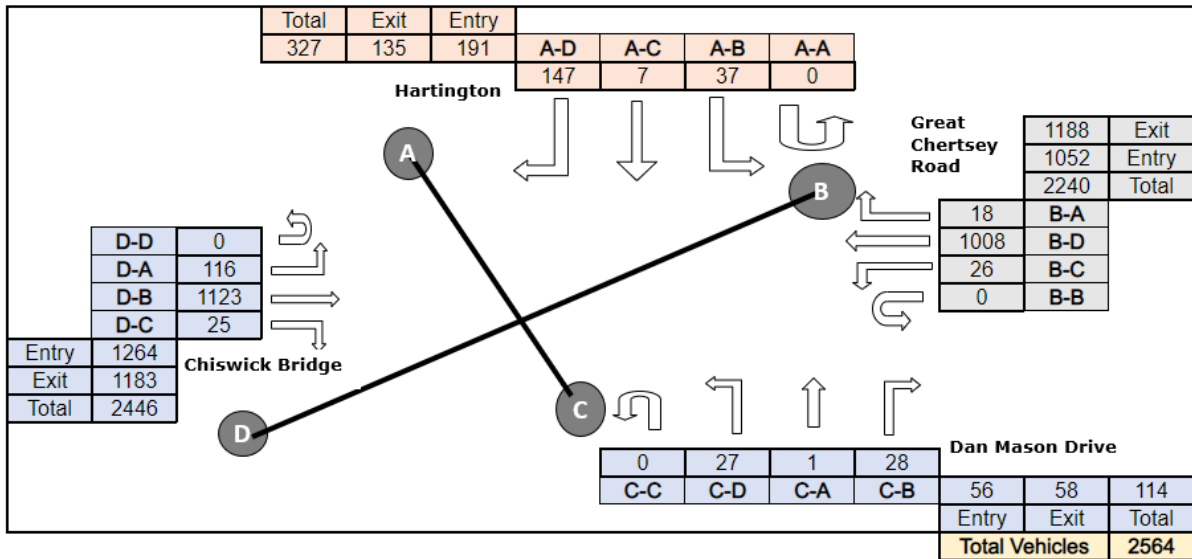 Total Exit Entry
327 135 191 A-D A-C A-B A-A
147 7 37 0
Hartington
Great
Chertsey
Road
1188 Exit
1052 Entry
2240 Total
A
B
18 B-A
1008 B-D
26 B-C
0 B-B
D-D 0
D-A 116
D-B 1123
D-C 25
Entry 1264
Exit 1183
Total 2446
Chiswick Bridge
C
D
Dan Mason Drive
0 27 1 28
C-C C-D C-A C-B 56 58 114
Entry Exit Total
Total Vehicles 2564